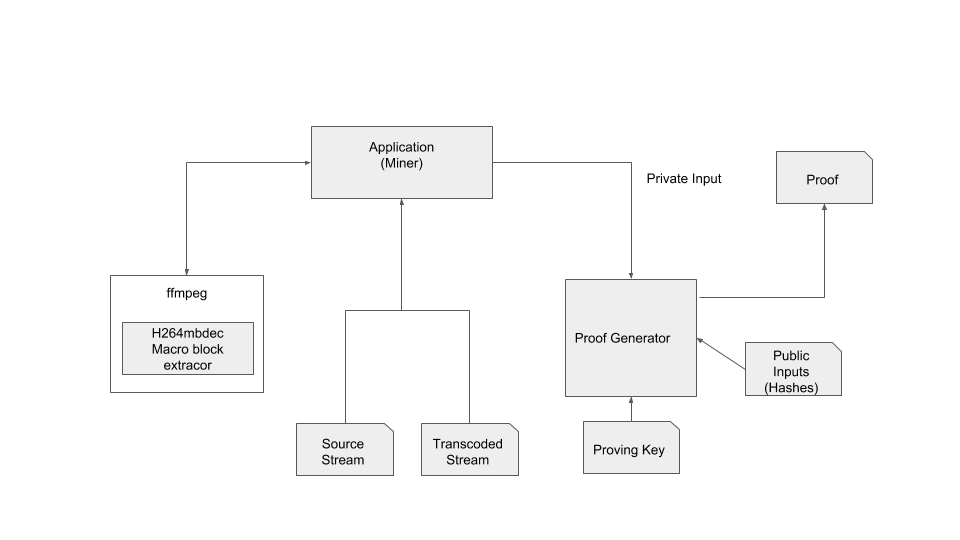 Application
(Miner)
Private Input
Proof
ffmpeg
H264mbdec
Macro block
extracor
Proof Generator
Public
Inputs
(Hashes)
Source
Stream
Transcoded
Stream
Proving Key